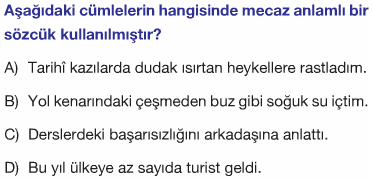 Aşağıdaki cümlelerin hangisinde mecaz anlamlı bir
sözcük kullanılmıştır?
A) Tarihî kazılarda dudak ısırtan heykellere rastladım.
B) Yol kenarındaki çeşmeden buz gibi soğuk su içtim.
C) Derslerdeki başarısızlığını arkadaşına anlattı.
D) Bu yıl ülkeye az sayıda turist geldi.